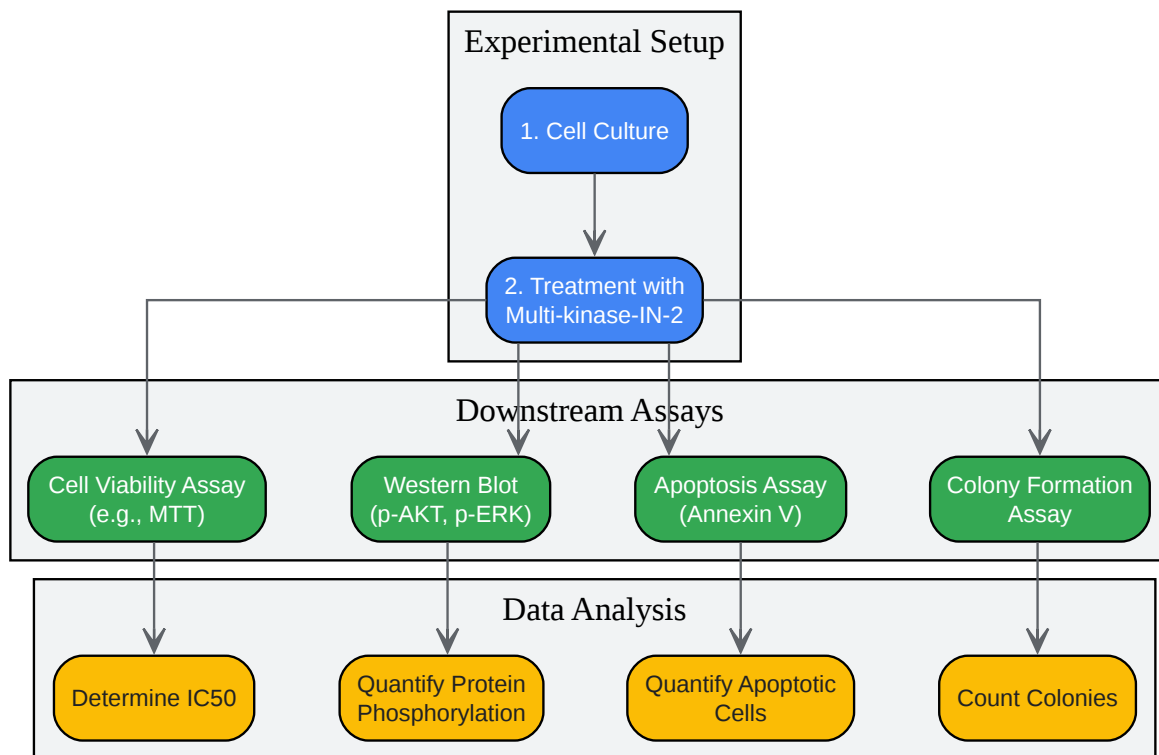 Experimental Setup
1. Cell Culture
2. Treatment with
Multi-kinase-IN-2
Downstream Assays
Cell Viability Assay
(e.g., MTT)
Western Blot
(p-AKT, p-ERK)
Apoptosis Assay
(Annexin V)
Colony Formation
Assay
Data Analysis
Determine IC50
Quantify Protein
Phosphorylation
Quantify Apoptotic
Cells
Count Colonies